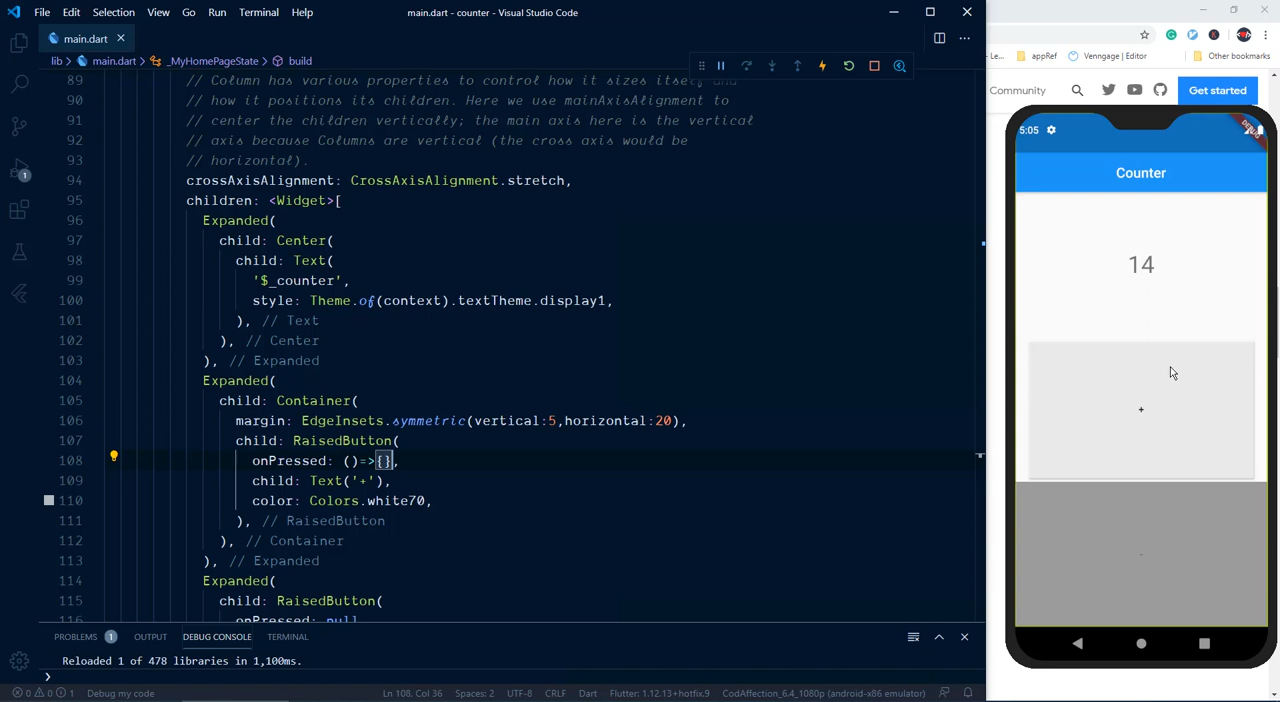 File Edit Selection View Go Run Terminal Help
main.dart - counter - Visual Studio Code
main.dart
lib > main.dart > _MyHomePageState > build
89 // Column has various properties to control how it sizes itself and
90 // how it positions its children. Here we use mainAxisAlignment to
91 // center the children vertically; the main axis here is the vertical
92 // axis because Columns are vertical (the cross axis would be
93 // horizontal).
94 crossAxisAlignment: CrossAxisAlignment.stretch,
95 children: <Widget>[
96 Expanded(
97 child: Center(
98 child: Text(
99 '$_counter',
100 style: Theme.of(context).textTheme.display1,
101 ), // Text
102 ), // Center
103 ), // Expanded
104 Expanded(
105 child: Container(
106 margin: EdgeInsets.symmetric(vertical:5,horizontal:20),
107 child: RaisedButton(
108 onPressed: ()=>{},
109 child: Text('+'),
110 color: Colors.white70,
111 ), // RaisedButton
112 ), // Container
113 ), // Expanded
114 Expanded(
115 child: RaisedButton(
116 onPressed: null
1
PROBLEMS 1 OUTPUT DEBUG CONSOLE TERMINAL
Reloaded 1 of 478 libraries in 1,100ms.
0 0 1 Debug my code Ln 108, Col 36 Spaces: 2 UTF-8 CRLF Dart Flutter: 1.12.13+hotfix.9 CodAffection_6.4_1080p (android-x86 emulator)
Le... appRef Venngage | Editor Other bookmarks
Community Get started
5:05
DEBUG
Counter
14
+
-